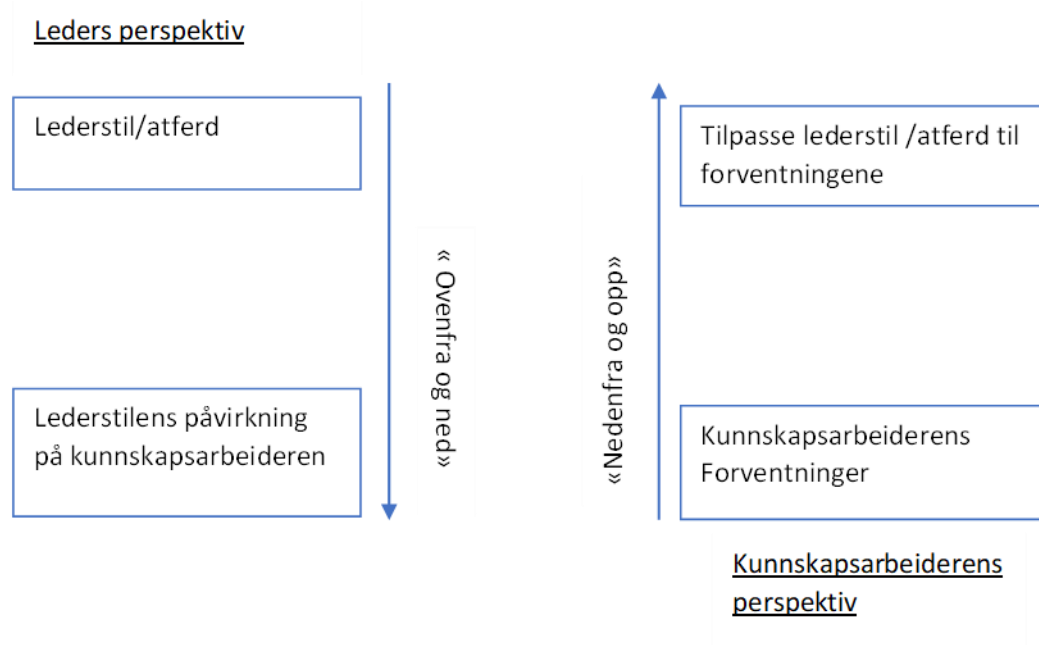 Leders perspektiv
Lederstil/atferd
Lederstilens påvirkning
på kunnskapsarbeideren
« Ovenfra og ned»
«Nedenfra og opp»
Tilpasse lederstil /atferd til
forventningene
Kunnskapsarbeiderens
Forventninger
Kunnskapsarbeiderens
perspektiv